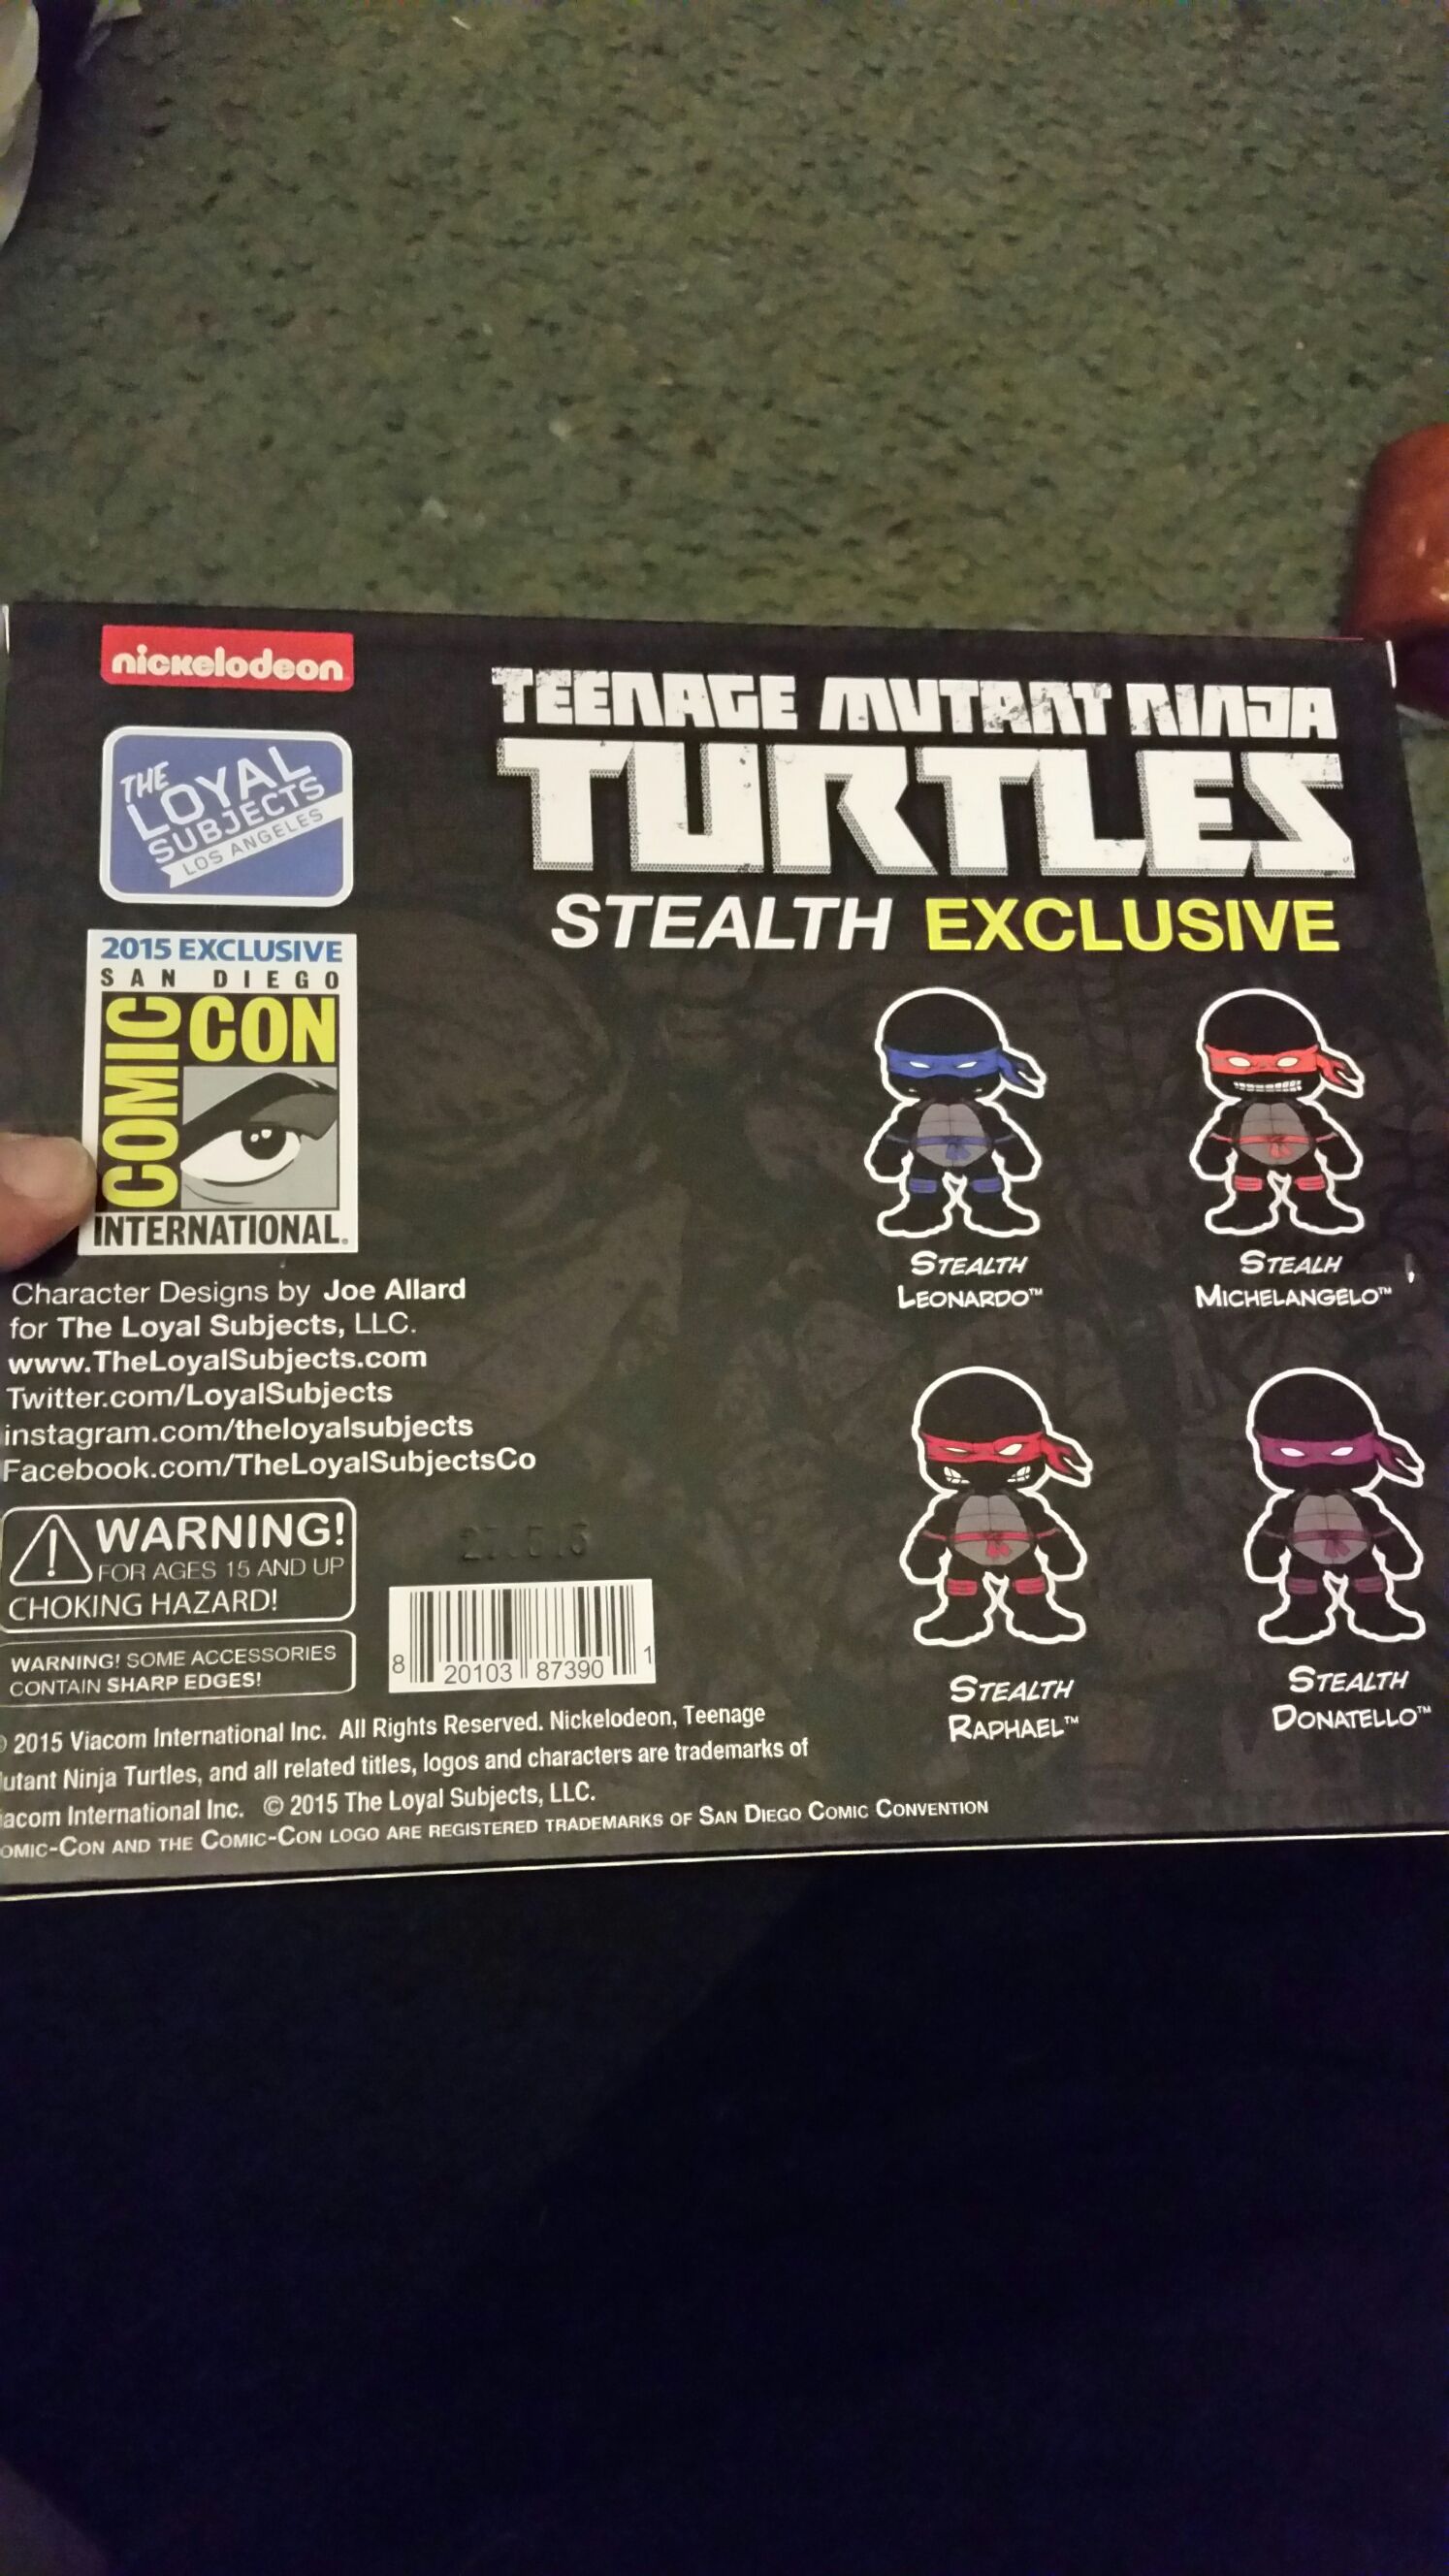 nickelodeon
THE
LOYAL
SUBJECTS
LOS ANGELES
2015 EXCLUSIVE
SAN DIEGO
COMIC CON
INTERNATIONAL.
Character Designs by Joe Allard
for The Loyal Subjects, LLC.
www.TheLoyalSubjects.com
Twitter.com/LoyalSubjects
instagram.com/theloyalsubjects
Facebook.com/TheLoyalSubjectsCo
WARNING!
FOR AGES 15 AND UP
CHOKING HAZARD!
WARNING! SOME ACCESSORIES
CONTAIN SHARP EDGES!
8 20103 87390 1
TEENAGE MUTANT NINJA
TURTLES
STEALTH EXCLUSIVE
STEALTH
LEONARDO™
STEALH
MICHELANGELO™
STEALTH
RAPHAEL™
STEALTH
DONATELLO™
© 2015 Viacom International Inc. All Rights Reserved. Nickelodeon, Teenage
utant Ninja Turtles, and all related titles, logos and characters are trademarks of
iacom International Inc. © 2015 The Loyal Subjects, LLC.
OMIC-CON AND THE COMIC-CON LOGO ARE REGISTERED TRADEMARKS OF SAN DIEGO COMIC CONVENTION